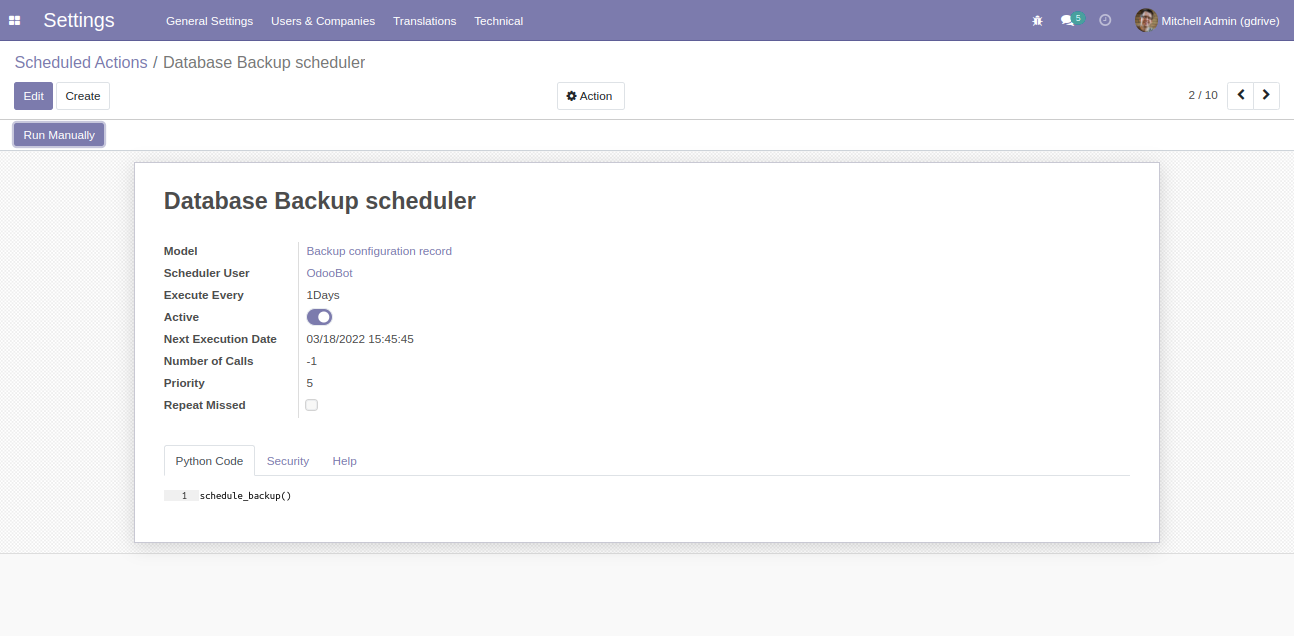 Settings General Settings Users & Companies Translations Technical 5 Mitchell Admin (gdrive)
Scheduled Actions / Database Backup scheduler
Edit Create Action 2 / 10
Run Manually
Database Backup scheduler
Model Backup configuration record
Scheduler User OdooBot
Execute Every 1Days
Active
Next Execution Date 03/18/2022 15:45:45
Number of Calls -1
Priority 5
Repeat Missed
Python Code Security Help
1 schedule_backup()